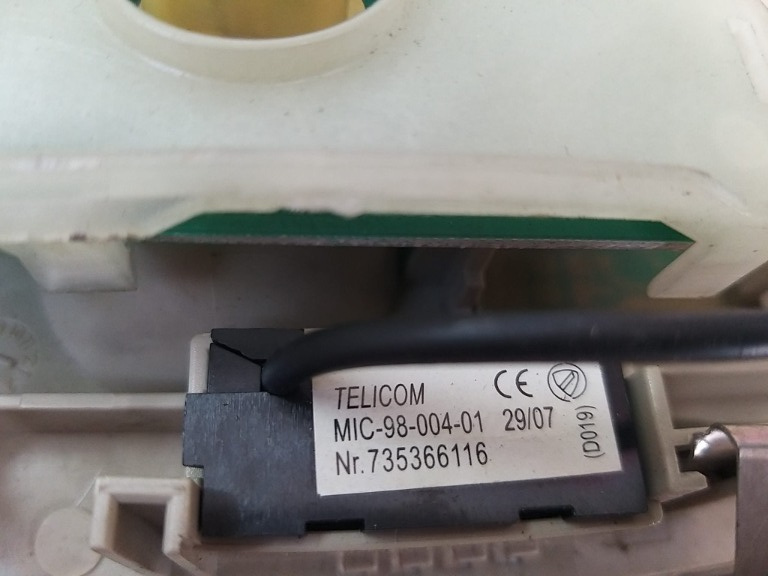 TELICOM CE
MIC-98-004-01 29/07
Nr.735366116
(D019)